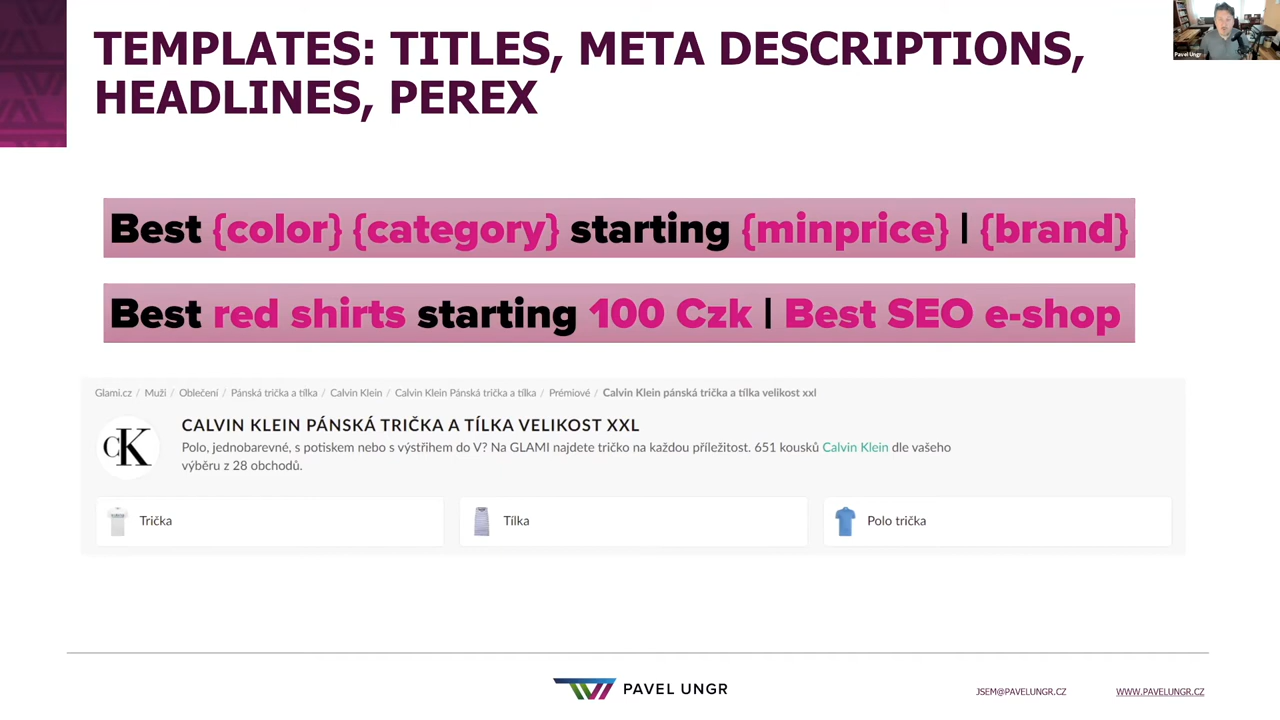 TEMPLATES: TITLES, META DESCRIPTIONS,
HEADLINES, PEREX
Pavel Ungr
Best {color} {category} starting {minprice} | {brand}
Best red shirts starting 100 Czk | Best SEO e-shop
Glami.cz / Muži / Oblečení / Pánská trička a tílka / Calvin Klein / Calvin Klein Pánská trička a tílka / Prémiové / Calvin Klein pánská trička a tílka velikost xxl
CK
CALVIN KLEIN PÁNSKÁ TRIČKA A TÍLKA VELIKOST XXL
Polo, jednobarevné, s potiskem nebo s výstřihem do V? Na GLAMI najdete tričko na každou příležitost. 651 kousků Calvin Klein dle vašeho
výběru z 28 obchodů.
Trička
Tílka
Polo trička
PAVEL UNGR
JSEM@PAVELUNGR.CZ
WWW.PAVELUNGR.CZ